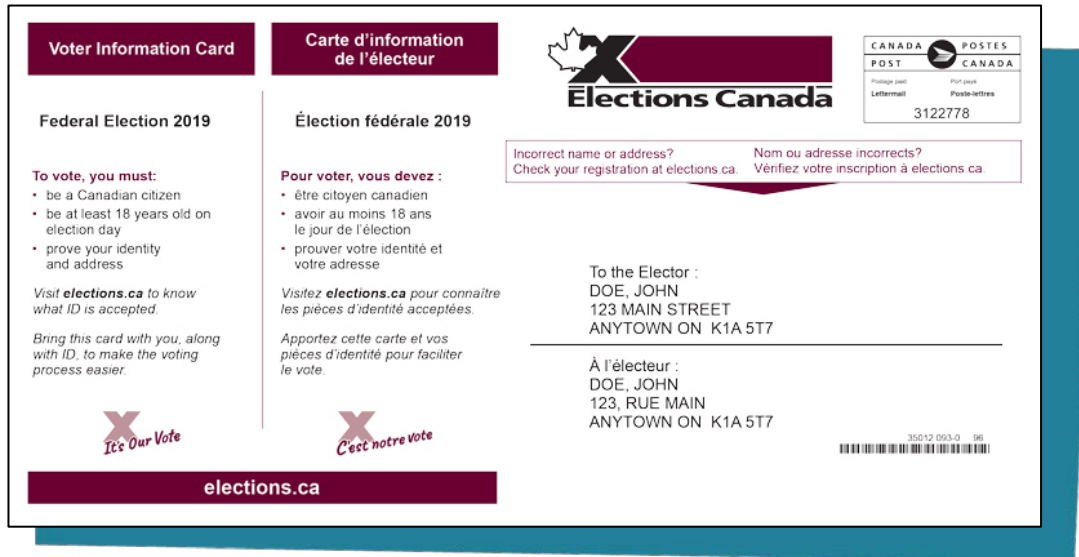 Voter Information Card
Federal Election 2019
To vote, you must:
• be a Canadian citizen
• be at least 18 years old on
election day
• prove your identity
and address
Visit elections.ca to know
what ID is accepted.
Bring this card with you, along
with ID, to make the voting
process easier.
X
It's Our Vote
Carte d'information
de l'électeur
Élection fédérale 2019
Pour voter, vous devez :
• être citoyen canadien
• avoir au moins 18 ans
le jour de l'élection
• prouver votre identité et
votre adresse
Visitez elections.ca pour connaître
les pièces d'identité acceptées.
Apportez cette carte et vos
pièces d'identité pour faciliter
le vote.
X
C'est notre vote
elections.ca
X
Elections Canada
CANADA POSTES
POST CANADA
Postage paid Port payé
Lettermail Poste-lettres
3122778
Incorrect name or address?
Check your registration at elections.ca.
Nom ou adresse incorrects?
Vérifiez votre inscription à elections.ca.
To the Elector :
DOE, JOHN
123 MAIN STREET
ANYTOWN ON K1A 5T7
À l'électeur :
DOE, JOHN
123, RUE MAIN
ANYTOWN ON K1A 5T7
35012 093-0 96